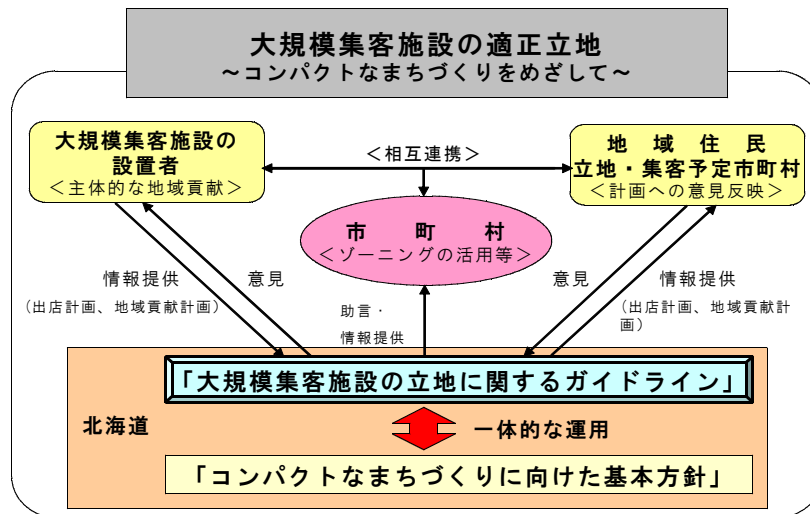 大規模集客施設の適正立地
～コンパクトなまちづくりをめざして～
大規模集客施設の
設置者
＜主体的な地域貢献＞
＜相互連携＞
地域住民
立地・集客予定市町村
＜計画への意見反映＞
市町村
＜ゾーニングの活用等＞
情報提供
（出店計画、地域貢献計画）
意見
助言・
情報提供
意見
情報提供
（出店計画、地域貢献計
画）
「大規模集客施設の立地に関するガイドライン」
北海道
一体的な運用
「コンパクトなまちづくりに向けた基本方針」